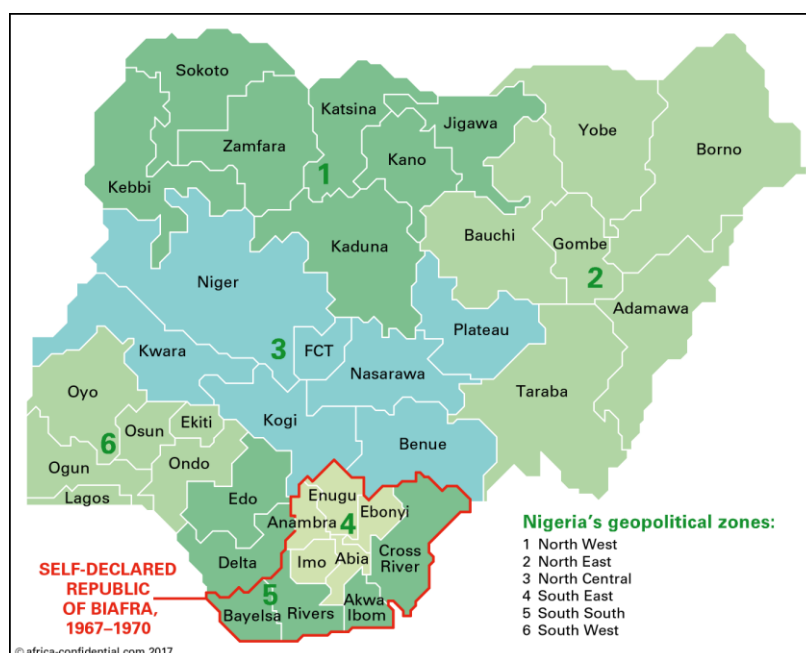 Sokoto
Katsina
Jigawa
Yobe
Borno
Zamfara
Kano
1
Kebbi
Kaduna
Bauchi
Gombe
2
Niger
Adamawa
Plateau
3
FCT
Kwara
Nasarawa
Taraba
Oyo
Kogi
Benue
Osun
Ekiti
6
Ogun
Ondo
Lagos
Edo
Enugu
Ebonyi
Anambra
4
Delta
Imo
Abia
Cross
River
5
Bayelsa
Rivers
Akwa
Ibom
SELF-DECLARED
REPUBLIC
OF BIAFRA,
1967–1970
Nigeria's geopolitical zones:
1 North West
2 North East
3 North Central
4 South East
5 South South
6 South West
© africa-confidential.com 2017